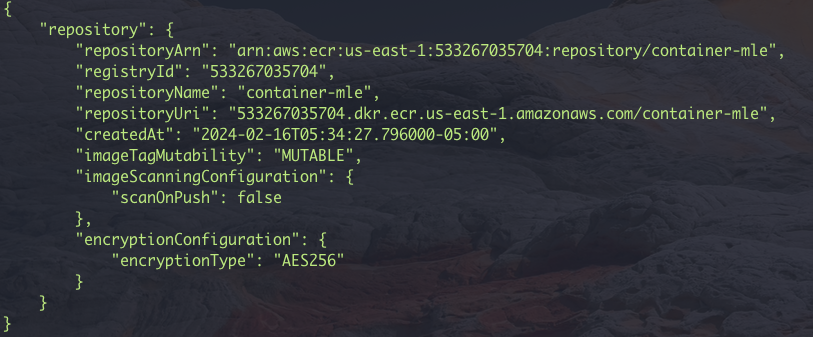 {
    "repository": {
        "repositoryArn": "arn:aws:ecr:us-east-1:533267035704:repository/container-mle",
        "registryId": "533267035704",
        "repositoryName": "container-mle",
        "repositoryUri": "533267035704.dkr.ecr.us-east-1.amazonaws.com/container-mle",
        "createdAt": "2024-02-16T05:34:27.796000-05:00",
        "imageTagMutability": "MUTABLE",
        "imageScanningConfiguration": {
            "scanOnPush": false
        },
        "encryptionConfiguration": {
            "encryptionType": "AES256"
        }
    }
}